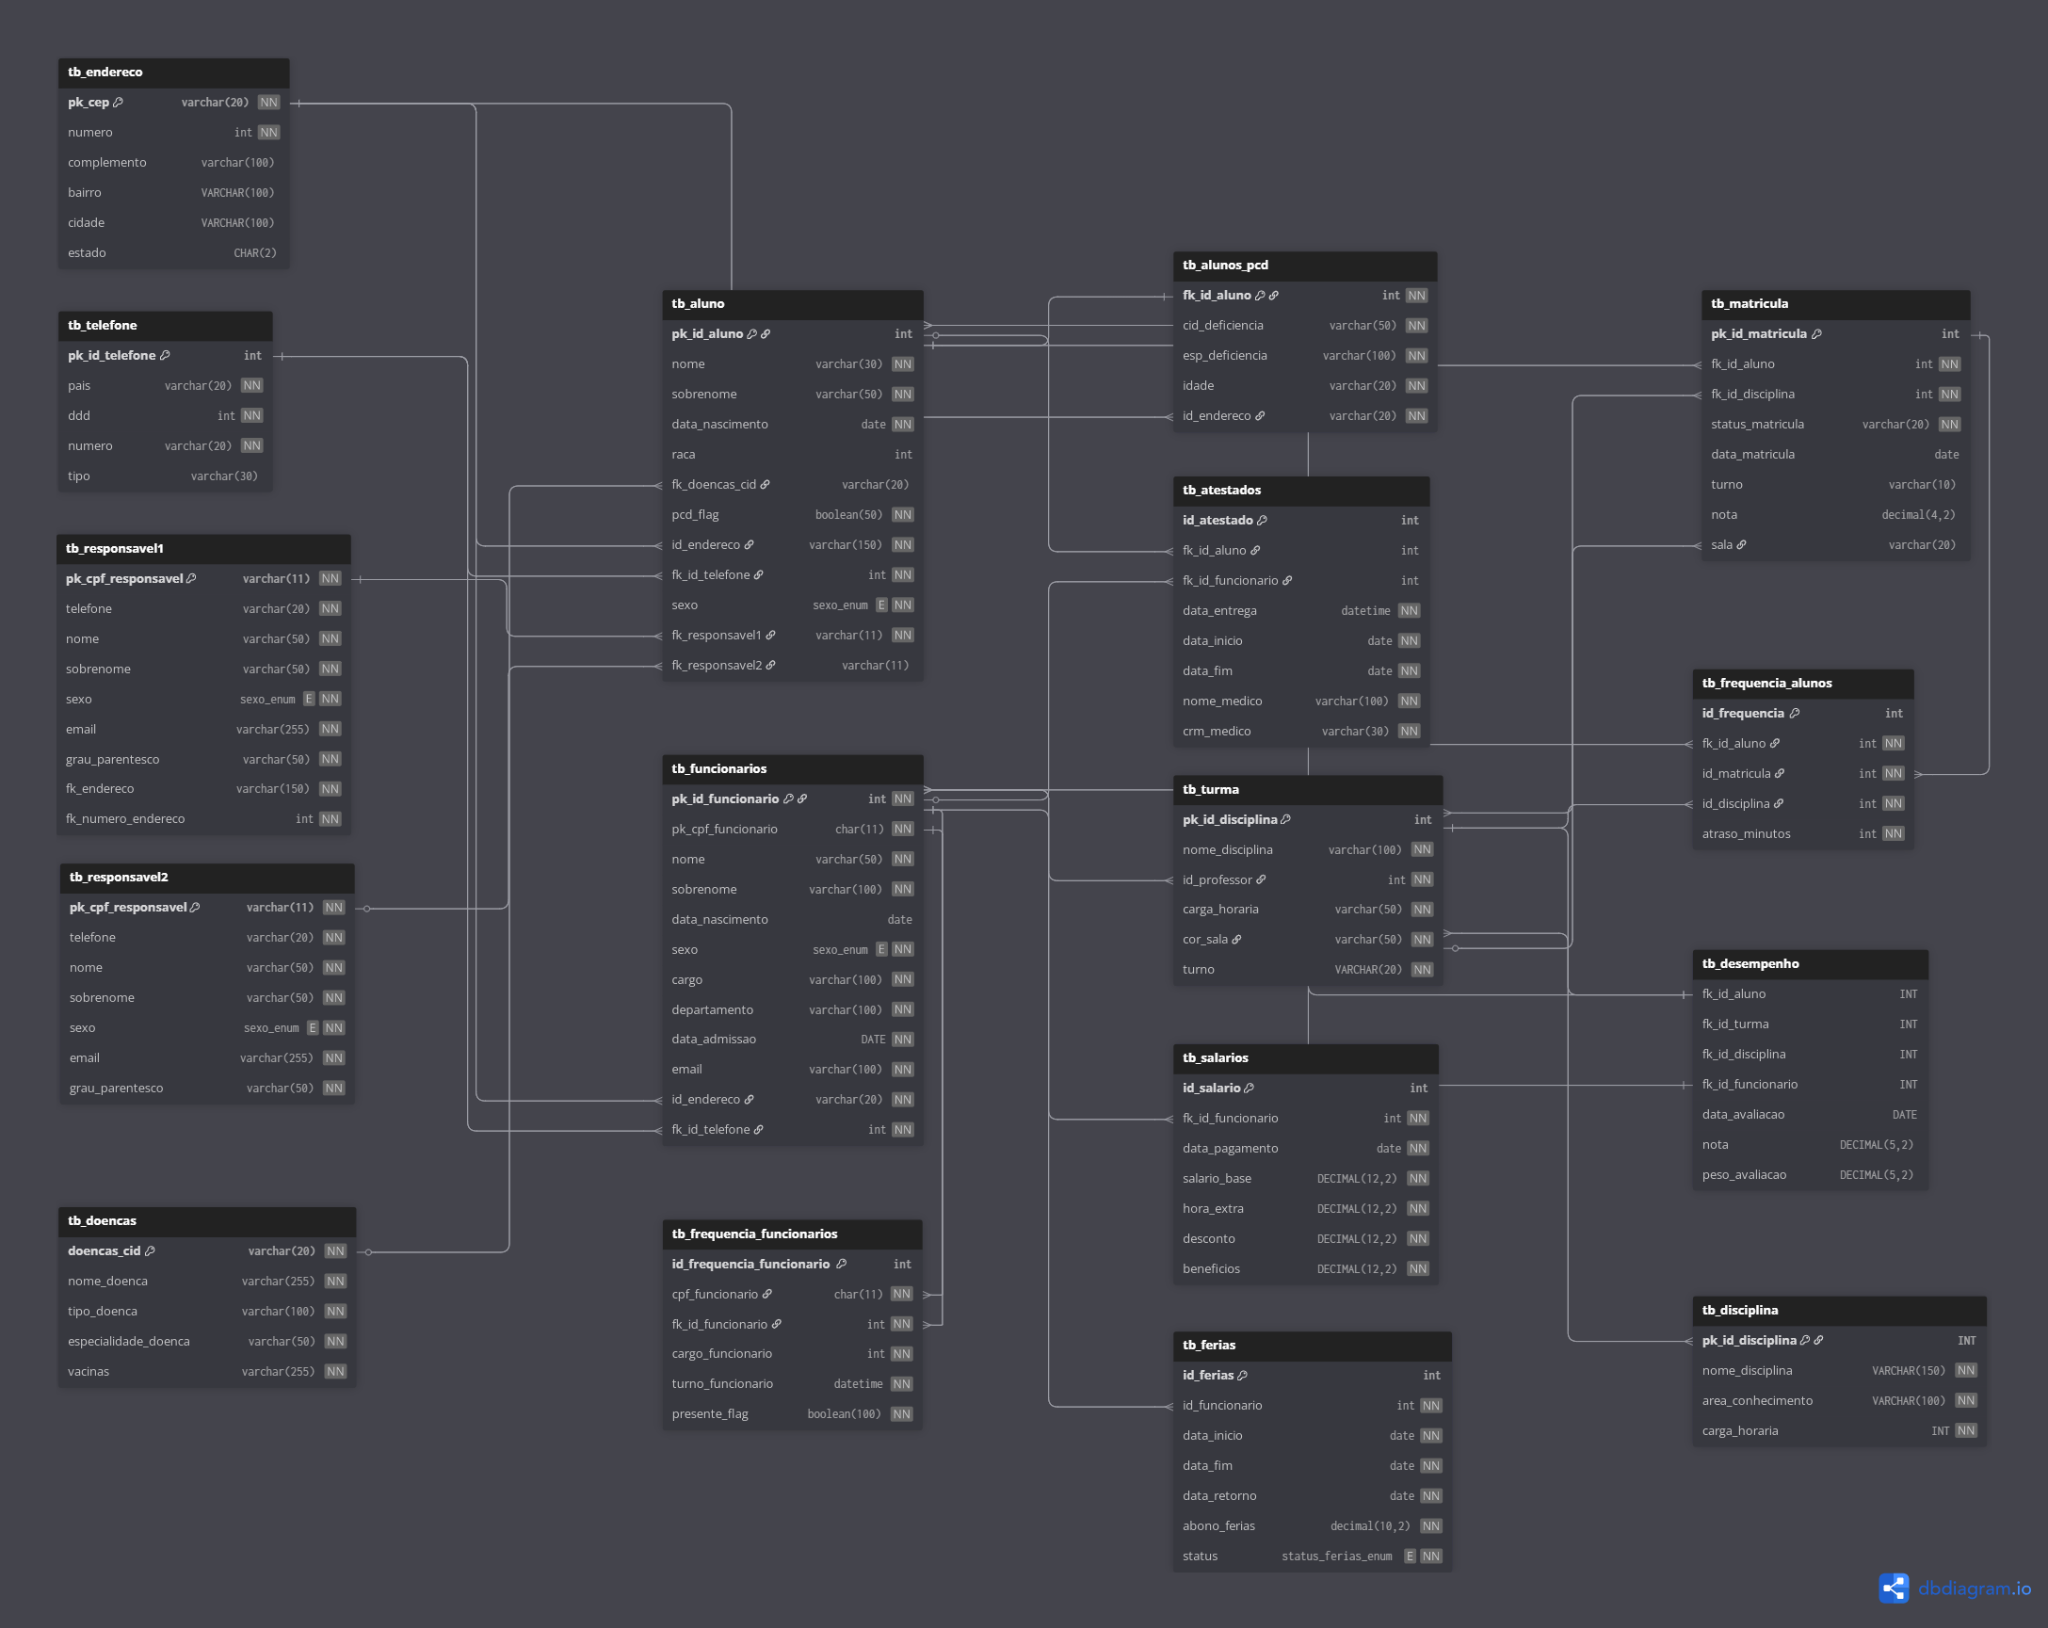 tb_endereco
pk_cep varchar(20) NN
numero int NN
complemento varchar(100)
bairro VARCHAR(100)
cidade VARCHAR(100)
estado CHAR(2)
tb_telefone
pk_id_telefone int
pais varchar(20) NN
ddd int NN
numero varchar(20) NN
tipo varchar(30)
tb_responsavel1
pk_cpf_responsavel varchar(11) NN
telefone varchar(20) NN
nome varchar(50) NN
sobrenome varchar(50) NN
sexo sexo_enum E NN
email varchar(255) NN
grau_parentesco varchar(50) NN
fk_endereco varchar(150) NN
fk_numero_endereco int NN
tb_responsavel2
pk_cpf_responsavel varchar(11) NN
telefone varchar(20) NN
nome varchar(50) NN
sobrenome varchar(50) NN
sexo sexo_enum E NN
email varchar(255) NN
grau_parentesco varchar(50) NN
tb_doencas
doencas_cid varchar(20) NN
nome_doenca varchar(255) NN
tipo_doenca varchar(100) NN
especialidade_doenca varchar(50) NN
vacinas varchar(255) NN
tb_aluno
pk_id_aluno int
nome varchar(30) NN
sobrenome varchar(50) NN
data_nascimento date NN
raca int
fk_doencas_cid varchar(20)
pcd_flag boolean(50) NN
id_endereco varchar(150) NN
fk_id_telefone int NN
sexo sexo_enum E NN
fk_responsavel1 varchar(11) NN
fk_responsavel2 varchar(11)
tb_funcionarios
pk_id_funcionario int NN
pk_cpf_funcionario char(11) NN
nome varchar(50) NN
sobrenome varchar(100) NN
data_nascimento date
sexo sexo_enum E NN
cargo varchar(100) NN
departamento varchar(100) NN
data_admissao DATE NN
email varchar(100) NN
id_endereco varchar(20) NN
fk_id_telefone int NN
tb_frequencia_funcionarios
id_frequencia_funcionario int
cpf_funcionario char(11) NN
fk_id_funcionario int NN
cargo_funcionario int NN
turno_funcionario datetime NN
presente_flag boolean(100) NN
tb_alunos_pcd
fk_id_aluno int NN
cid_deficiencia varchar(50) NN
esp_deficiencia varchar(100) NN
idade varchar(20) NN
id_endereco varchar(20) NN
tb_atestados
id_atestado int
fk_id_aluno int
fk_id_funcionario int
data_entrega datetime NN
data_inicio date NN
data_fim date NN
nome_medico varchar(100) NN
crm_medico varchar(30) NN
tb_turma
pk_id_disciplina int
nome_disciplina varchar(100) NN
id_professor int NN
carga_horaria varchar(50) NN
cor_sala varchar(50) NN
turno VARCHAR(20) NN
tb_salarios
id_salario int
fk_id_funcionario int NN
data_pagamento date NN
salario_base DECIMAL(12,2) NN
hora_extra DECIMAL(12,2) NN
desconto DECIMAL(12,2) NN
beneficios DECIMAL(12,2) NN
tb_ferias
id_ferias int
id_funcionario int NN
data_inicio date NN
data_fim date NN
data_retorno date NN
abono_ferias decimal(10,2) NN
status status_ferias_enum E NN
tb_matricula
pk_id_matricula int
fk_id_aluno int NN
fk_id_disciplina int NN
status_matricula varchar(20) NN
data_matricula date
turno varchar(10)
nota decimal(4,2)
sala varchar(20)
tb_frequencia_alunos
id_frequencia int
fk_id_aluno int NN
id_matricula int NN
id_disciplina int NN
atraso_minutos int NN
tb_desempenho
fk_id_aluno INT
fk_id_turma INT
fk_id_disciplina INT
fk_id_funcionario INT
data_avaliacao DATE
nota DECIMAL(5,2)
peso_avaliacao DECIMAL(5,2)
tb_disciplina
pk_id_disciplina INT
nome_disciplina VARCHAR(150) NN
area_conhecimento VARCHAR(100) NN
carga_horaria INT NN
dbdiagram.io